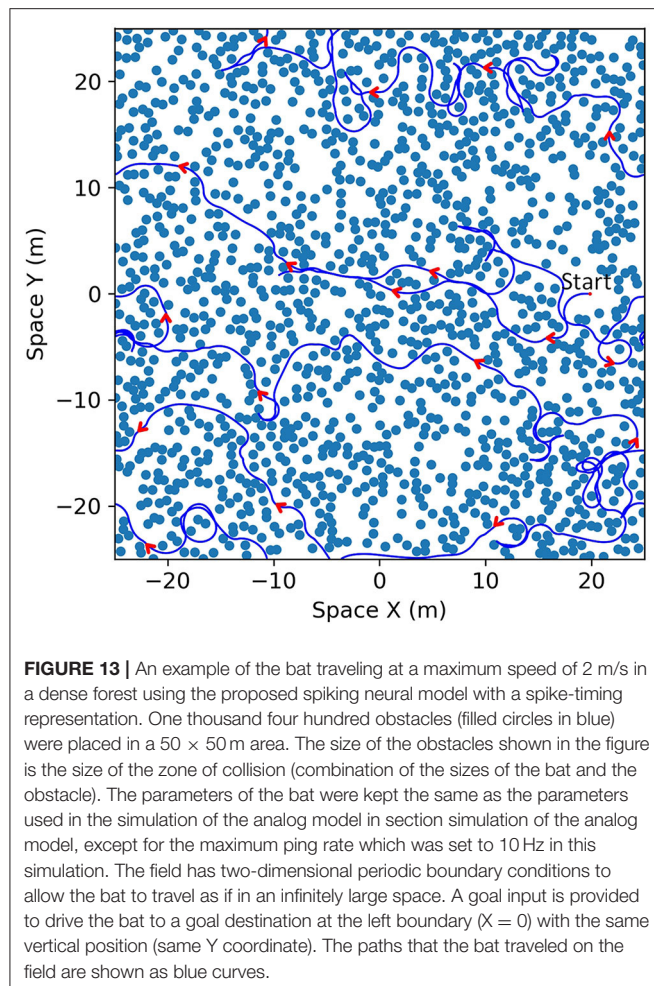 20
10
0
−10
−20
Space Y (m)
Start
−20 −10 0 10 20
Space X (m)
FIGURE 13 | An example of the bat traveling at a maximum speed of 2 m/s in
a dense forest using the proposed spiking neural model with a spike-timing
representation. One thousand four hundred obstacles (filled circles in blue)
were placed in a 50 × 50 m area. The size of the obstacles shown in the figure
is the size of the zone of collision (combination of the sizes of the bat and the
obstacle). The parameters of the bat were kept the same as the parameters
used in the simulation of the analog model in section simulation of the analog
model, except for the maximum ping rate which was set to 10 Hz in this
simulation. The field has two-dimensional periodic boundary conditions to
allow the bat to travel as if in an infinitely large space. A goal input is provided
to drive the bat to a goal destination at the left boundary (X = 0) with the same
vertical position (same Y coordinate). The paths that the bat traveled on the
field are shown as blue curves.